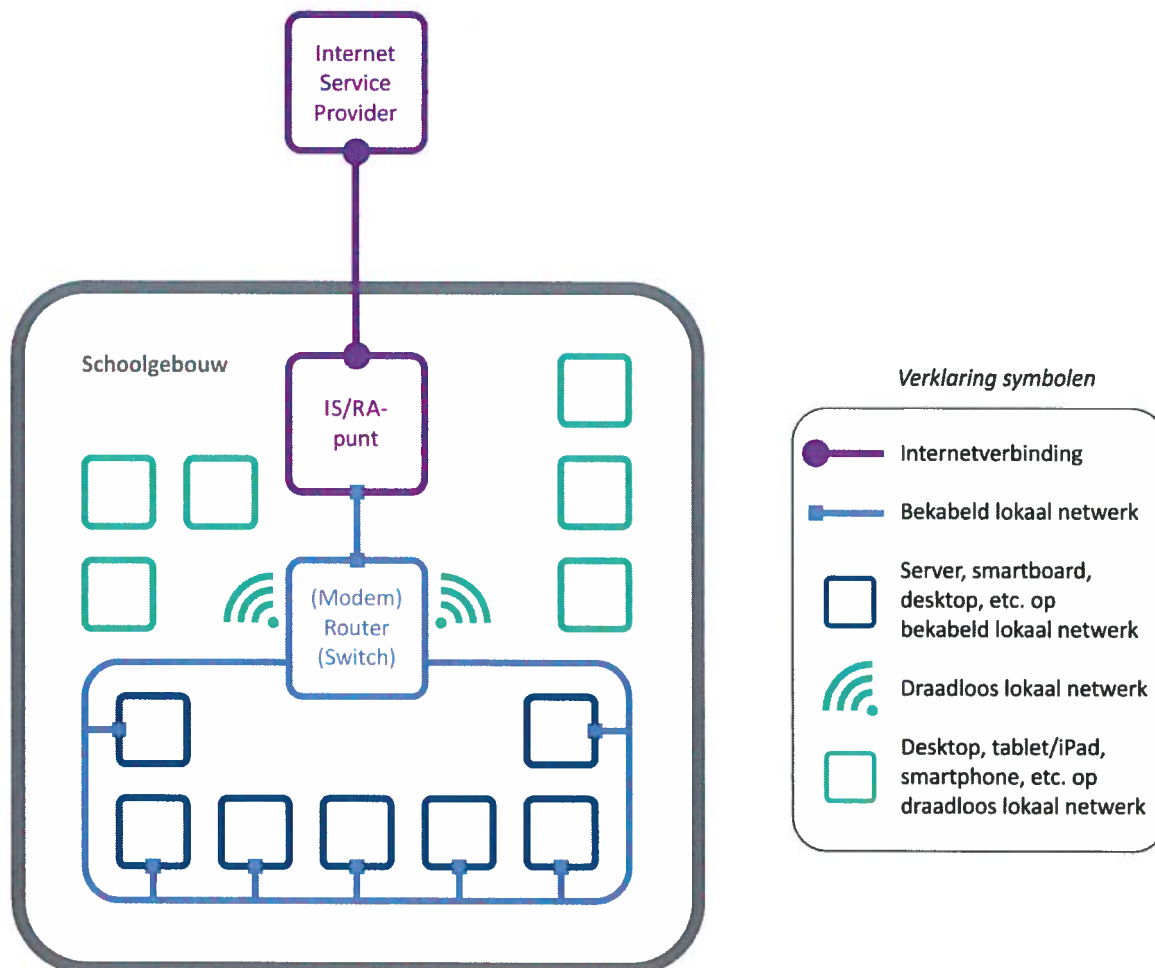 Internet
Service
Provider
Schoolgebouw
IS/RA-
punt
(Modem)
Router
(Switch)
Verklaring symbolen
Internetverbinding
Bekabeld lokaal netwerk
Server, smartboard,
desktop, etc. op
bekabeld lokaal netwerk
Draadloos lokaal netwerk
Desktop, tablet/iPad,
smartphone, etc. op
draadloos lokaal netwerk